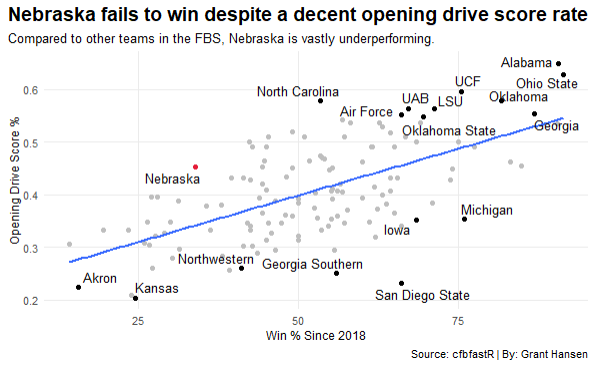 Nebraska fails to win despite a decent opening drive score rate
Compared to other teams in the FBS, Nebraska is vastly underperforming.
Opening Drive Score %
0.6
0.5
0.4
0.3
0.2
Alabama
Ohio State
UCF
Oklahoma
North Carolina
UAB
LSU
Air Force
Georgia
Oklahoma State
Nebraska
Michigan
Iowa
Northwestern
Georgia Southern
Akron
Kansas
San Diego State
25
50
75
Win % Since 2018
Source: cfbfastR | By: Grant Hansen